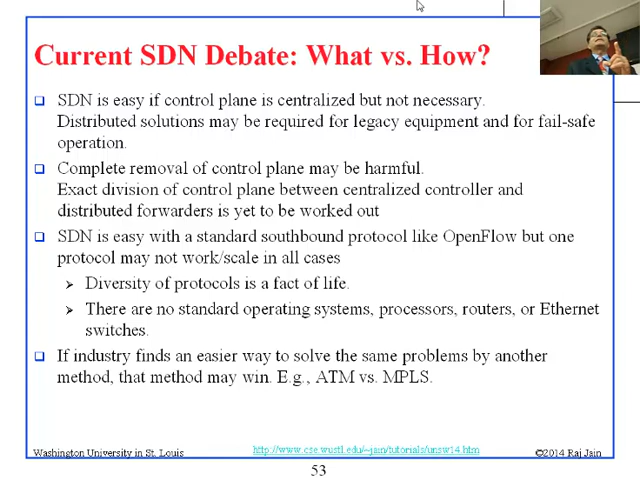 Current SDN Debate: What vs. How?
SDN is easy if control plane is centralized but not necessary.
Distributed solutions may be required for legacy equipment and for fail-safe
operation.
Complete removal of control plane may be harmful.
Exact division of control plane between centralized controller and
distributed forwarders is yet to be worked out
SDN is easy with a standard southbound protocol like OpenFlow but one
protocol may not work/scale in all cases
Diversity of protocols is a fact of life.
There are no standard operating systems, processors, routers, or Ethernet
switches.
If industry finds an easier way to solve the same problems by another
method, that method may win. E.g., ATM vs. MPLS.
Washington University in St. Louis
http://www.cse.wustl.edu/~jain/tutorials/unsw14.htm
©2014 Raj Jain
53